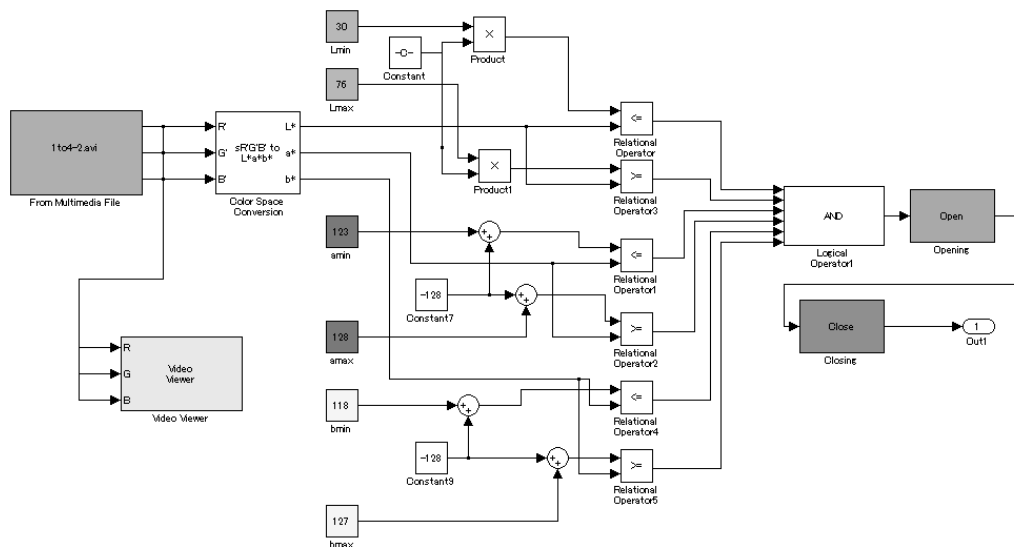 30
Lmin
-C-
Constant
×
Product
76
Lmax
1to4-2.avi
From Multimedia File
R'
G'
B'
sR'G'B' to
L*a*b*
L*
a*
b*
Color Space
Conversion
×
Product1
<=
Relational
Operator
>=
Relational
Operator3
123
amin
+
+
<=
Relational
Operator1
-128
Constant7
+
+
>=
Relational
Operator2
128
amax
AND
Logical
Operator1
Open
Opening
Close
Closing
1
Out1
R
G
B
Video
Viewer
Video Viewer
118
bmin
+
+
<=
Relational
Operator4
-128
Constant9
+
+
>=
Relational
Operator5
127
bmax